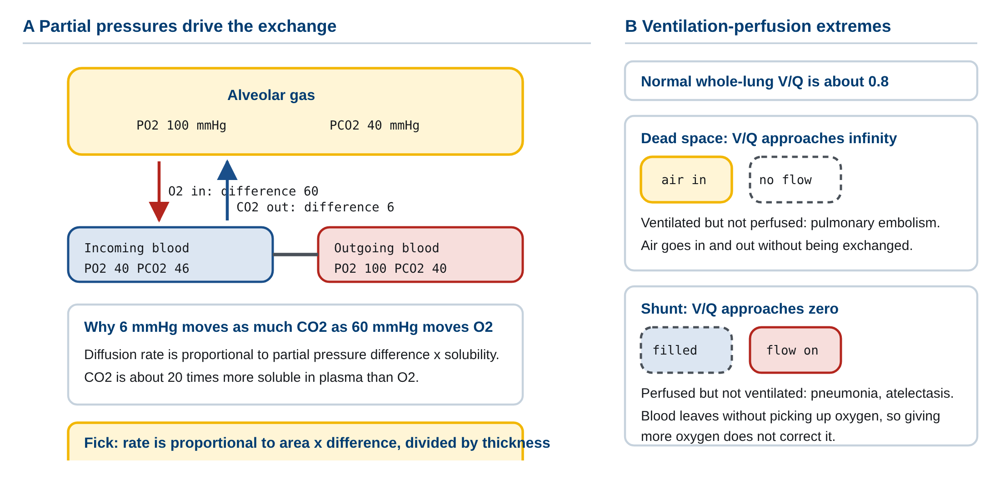 A Partial pressures drive the exchange
Alveolar gas
PO2 100 mmHg
PCO2 40 mmHg
O2 in: difference 60
CO2 out: difference 6
Incoming blood
PO2 40 PCO2 46
Outgoing blood
PO2 100 PCO2 40
Why 6 mmHg moves as much CO2 as 60 mmHg moves O2
Diffusion rate is proportional to partial pressure difference x solubility.
CO2 is about 20 times more soluble in plasma than O2.
Fick: rate is proportional to area x difference, divided by thickness
B Ventilation-perfusion extremes
Normal whole-lung V/Q is about 0.8
Dead space: V/Q approaches infinity
air in
no flow
Ventilated but not perfused: pulmonary embolism.
Air goes in and out without being exchanged.
Shunt: V/Q approaches zero
filled
flow on
Perfused but not ventilated: pneumonia, atelectasis.
Blood leaves without picking up oxygen, so giving
more oxygen does not correct it.